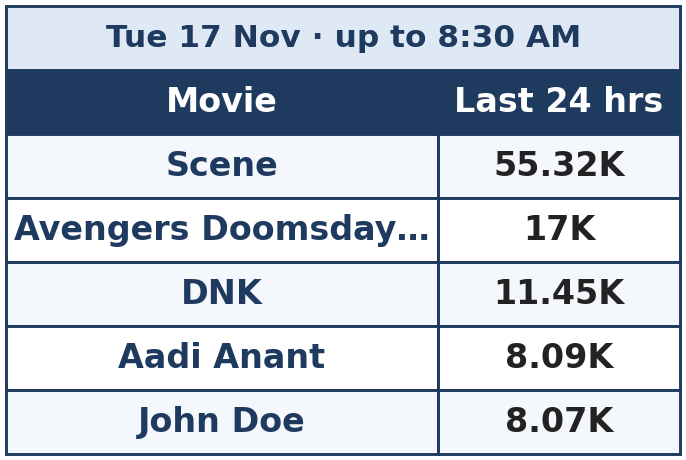 Tue 17 Nov · up to 8:30 AM
Movie Last 24 hrs
Scene 55.32K
Avengers Doomsday... 17K
DNK 11.45K
Aadi Anant 8.09K
John Doe 8.07K